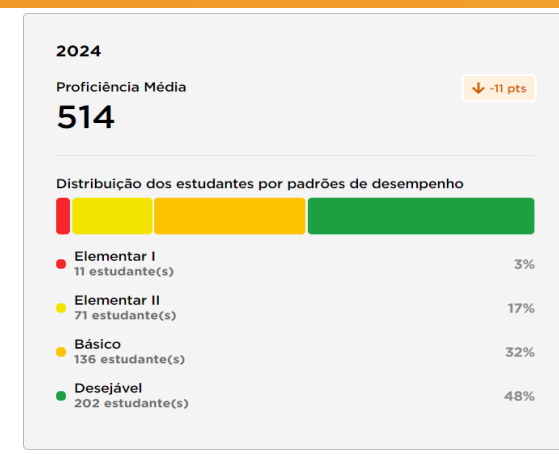 2024
Proficiência Média
-11 pts
514
Distribuição dos estudantes por padrões de desempenho
Elementar I
11 estudante(s)
3%
Elementar II
71 estudante(s)
17%
Básico
136 estudante(s)
32%
Desejável
202 estudante(s)
48%